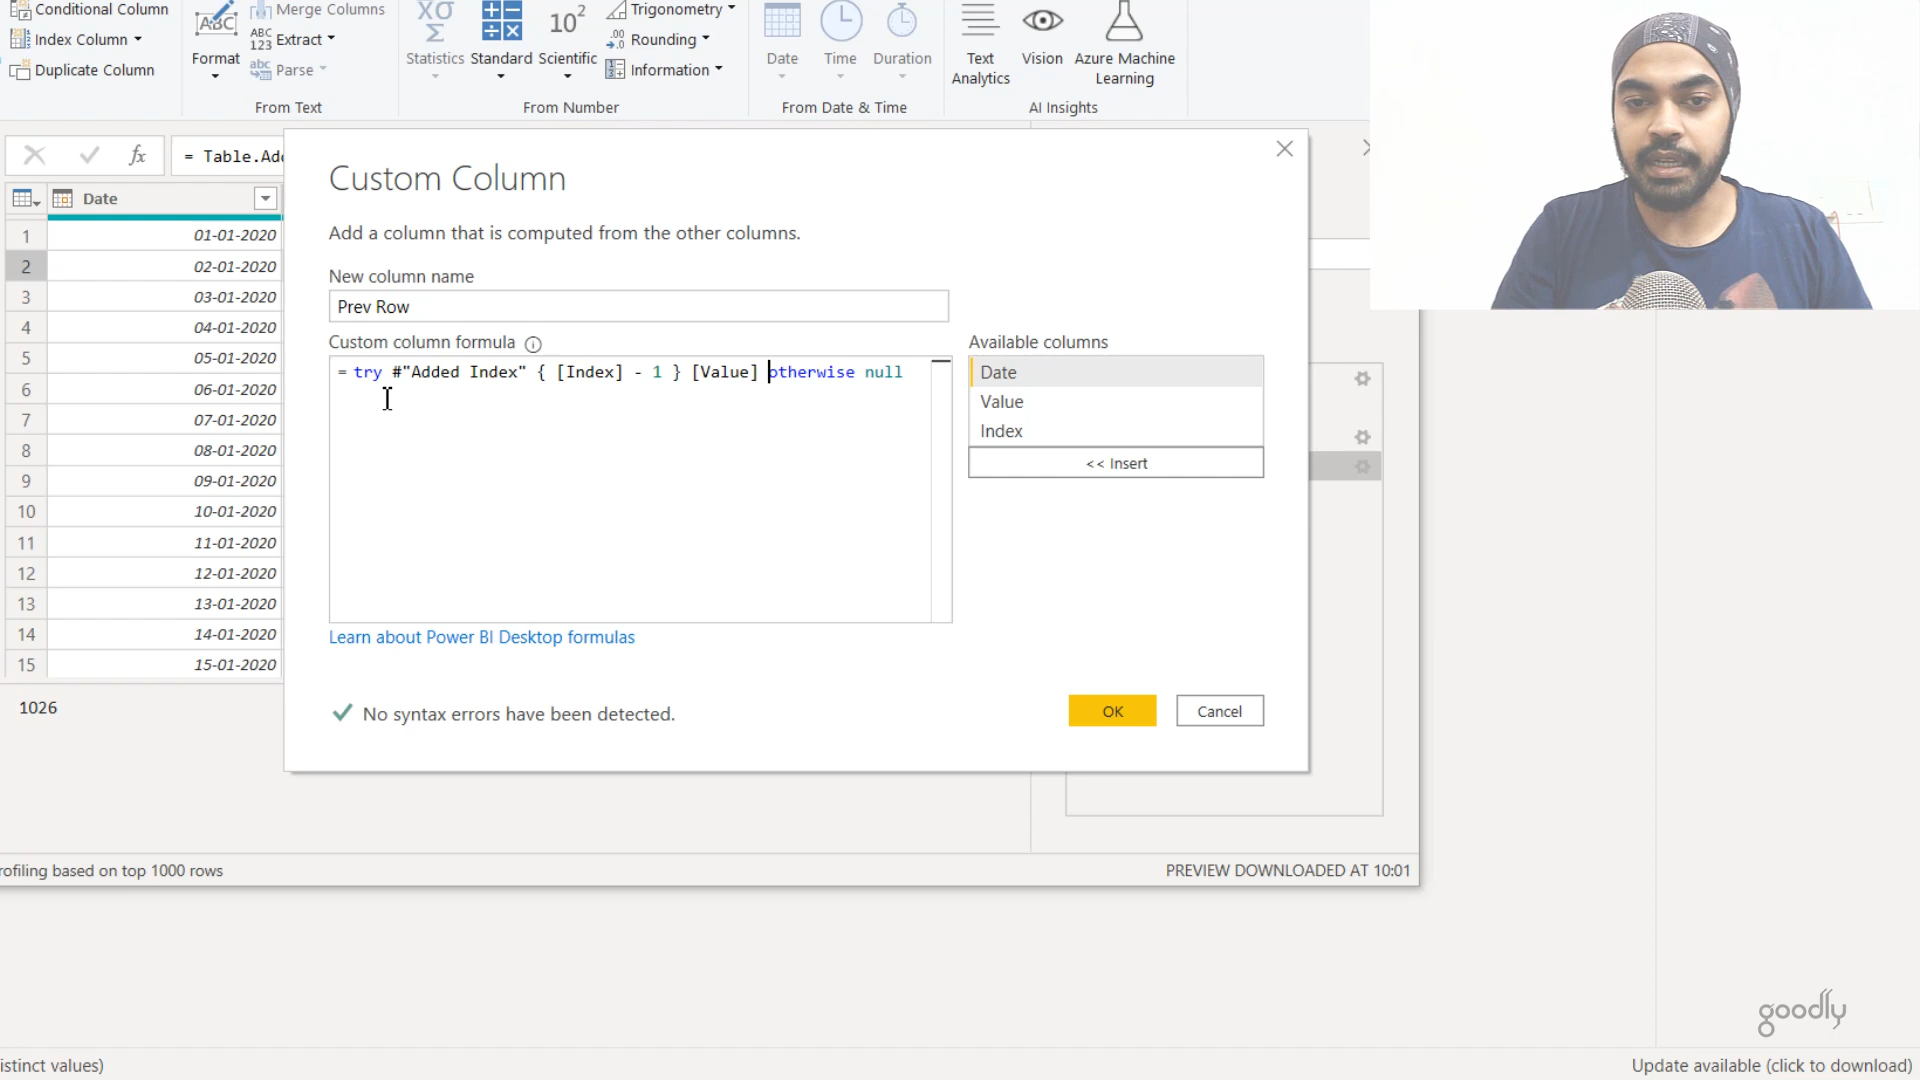 Conditional Column
Index Column
Duplicate Column
Format
Merge Columns
ABC
123
Extract
Parse
From Text
Statistics
Standard
10²
Scientific
Trigonometry
Rounding
Information
From Number
Date
Time
Duration
From Date & Time
Text
Analytics
Vision
Azure Machine
Learning
AI Insights
fx
= Table.Ad
Date
1 01-01-2020
2 02-01-2020
3 03-01-2020
4 04-01-2020
5 05-01-2020
6 06-01-2020
7 07-01-2020
8 08-01-2020
9 09-01-2020
10 10-01-2020
11 11-01-2020
12 12-01-2020
13 13-01-2020
14 14-01-2020
15 15-01-2020
1026
Custom Column
Add a column that is computed from the other columns.
New column name
Prev Row
Custom column formula
= try #"Added Index" { [Index] - 1 } [Value] otherwise null
Available columns
Date
Value
Index
<< Insert
Learn about Power BI Desktop formulas
No syntax errors have been detected.
OK
Cancel
rofiling based on top 1000 rows
PREVIEW DOWNLOADED AT 10:01
goodly
istinct values)
Update available (click to download)